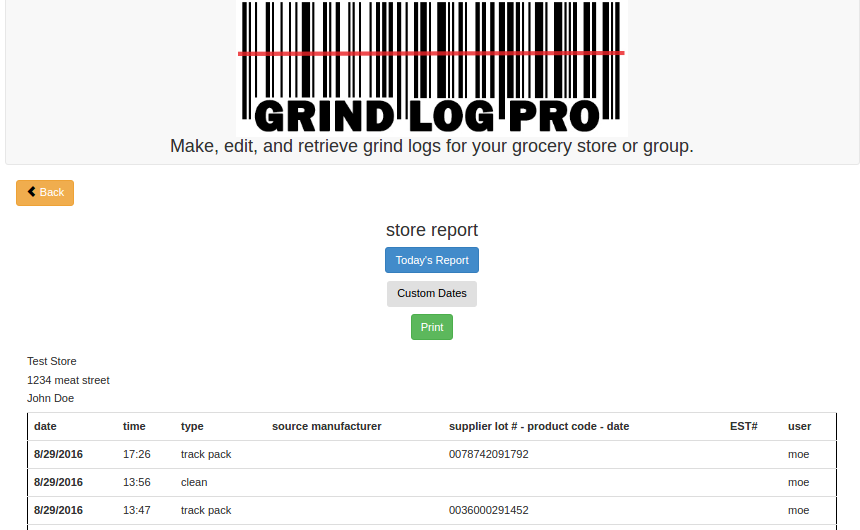 GRIND LOG PRO
Make, edit, and retrieve grind logs for your grocery store or group.
Back
store report
Today's Report
Custom Dates
Print
Test Store
1234 meat street
John Doe
date time type source manufacturer supplier lot # - product code - date EST# user
8/29/2016 17:26 track pack 0078742091792 moe
8/29/2016 13:56 clean moe
8/29/2016 13:47 track pack 0036000291452 moe